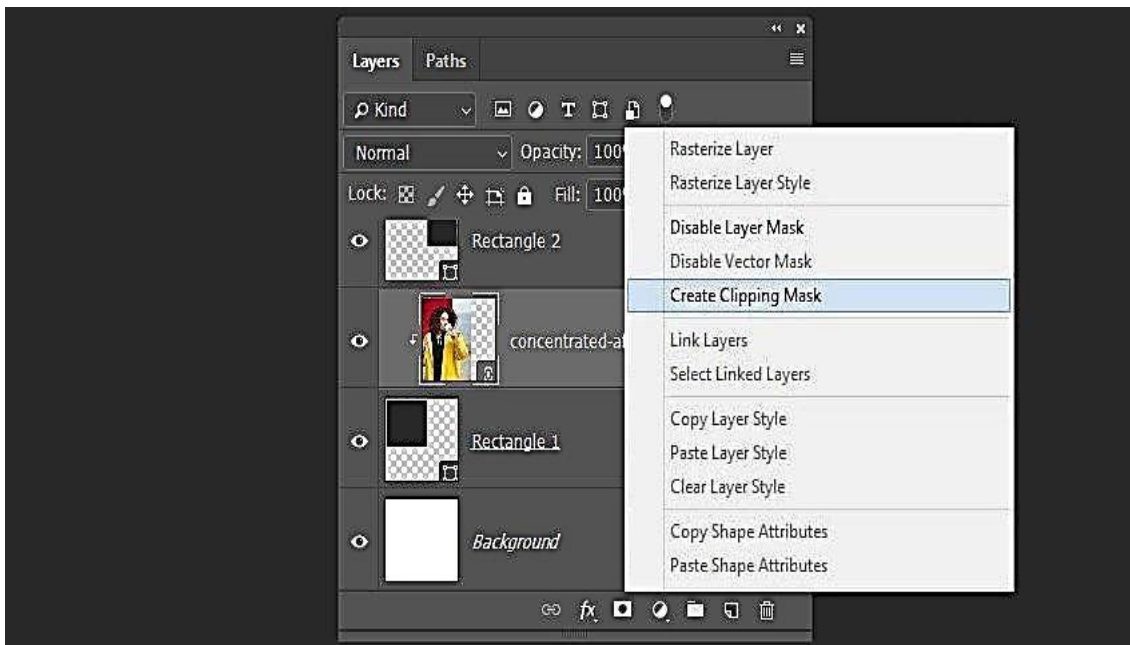 Layers Paths
Kind
Normal Opacity: 100%
Lock: Fill: 100%
Rectangle 2
concentrated-af
Rectangle 1
Background
Rasterize Layer
Rasterize Layer Style
Disable Layer Mask
Disable Vector Mask
Create Clipping Mask
Link Layers
Select Linked Layers
Copy Layer Style
Paste Layer Style
Clear Layer Style
Copy Shape Attributes
Paste Shape Attributes
fx